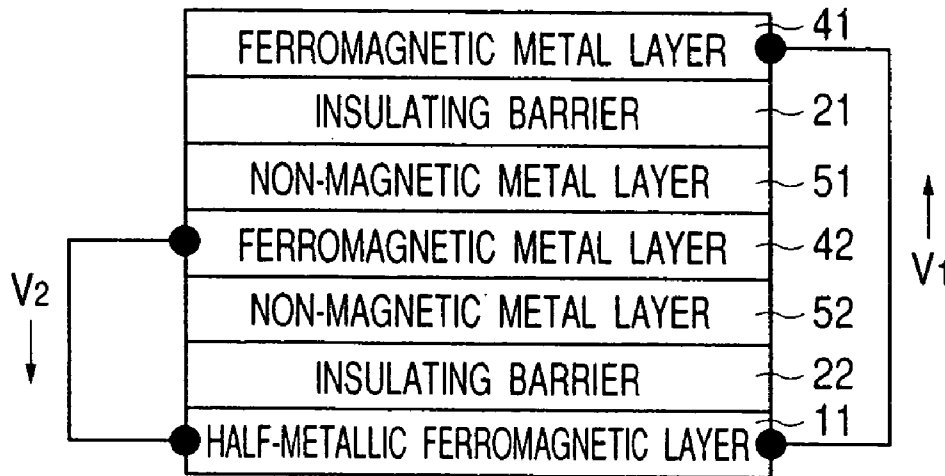 FERROMAGNETIC METAL LAYER 41
INSULATING BARRIER 21
NON-MAGNETIC METAL LAYER 51
FERROMAGNETIC METAL LAYER 42
NON-MAGNETIC METAL LAYER 52
INSULATING BARRIER 22
HALF-METALLIC FERROMAGNETIC LAYER 11
V2
V1